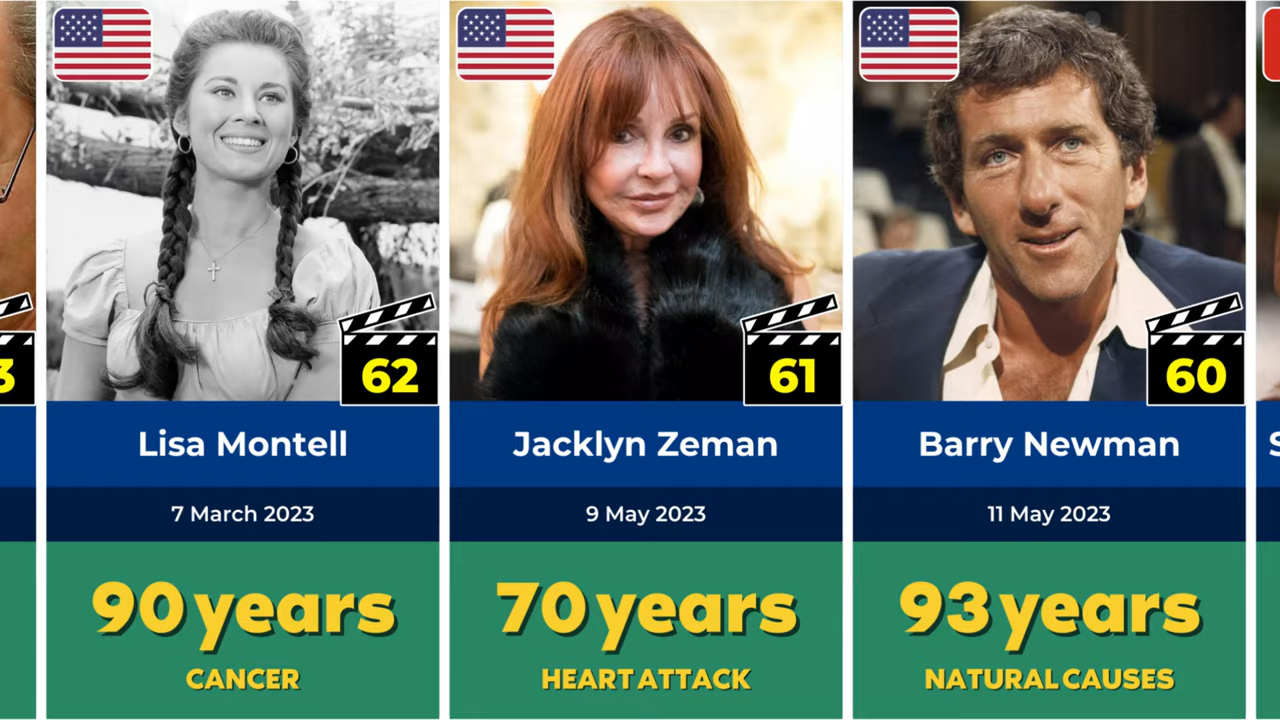 3
62
Lisa Montell
7 March 2023
90 years
CANCER
61
Jacklyn Zeman
9 May 2023
70 years
HEART ATTACK
60
Barry Newman
11 May 2023
93 years
NATURAL CAUSES
S